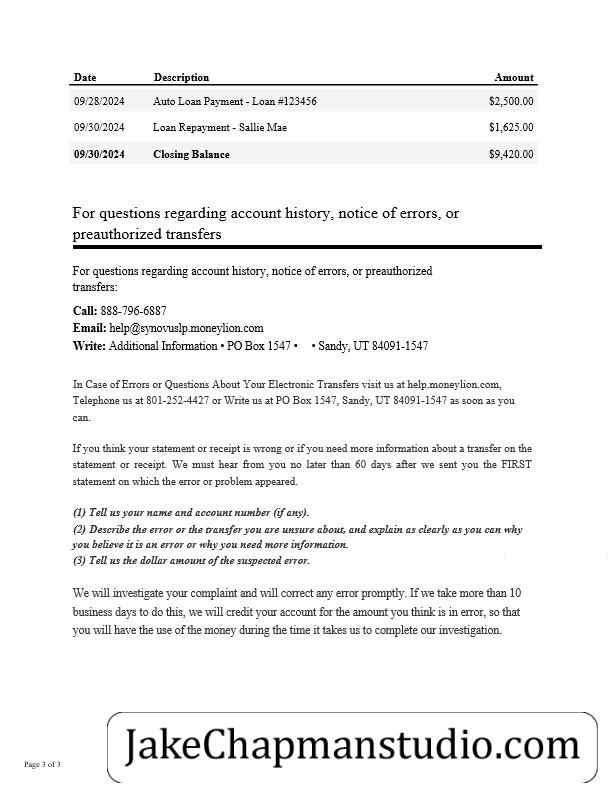 Date Description Amount
09/28/2024 Auto Loan Payment - Loan #123456 $2,500.00
09/30/2024 Loan Repayment - Sallie Mae $1,625.00
09/30/2024 Closing Balance $9,420.00
For questions regarding account history, notice of errors, or
preauthorized transfers
For questions regarding account history, notice of errors, or preauthorized
transfers:
Call: 888-796-6887
Email: help@synovuslp.moneylion.com
Write: Additional Information • PO Box 1547 • • Sandy, UT 84091-1547
In Case of Errors or Questions About Your Electronic Transfers visit us at help.moneylion.com,
Telephone us at 801-252-4427 or Write us at PO Box 1547, Sandy, UT 84091-1547 as soon as you
can.
If you think your statement or receipt is wrong or if you need more information about a transfer on the
statement or receipt. We must hear from you no later than 60 days after we sent you the FIRST
statement on which the error or problem appeared.
(1) Tell us your name and account number (if any).
(2) Describe the error or the transfer you are unsure about, and explain as clearly as you can why
you believe it is an error or why you need more information.
(3) Tell us the dollar amount of the suspected error.
We will investigate your complaint and will correct any error promptly. If we take more than 10
business days to do this, we will credit your account for the amount you think is in error, so that
you will have the use of the money during the time it takes us to complete our investigation.
JakeChapmanstudio.com
Page 3 of 3